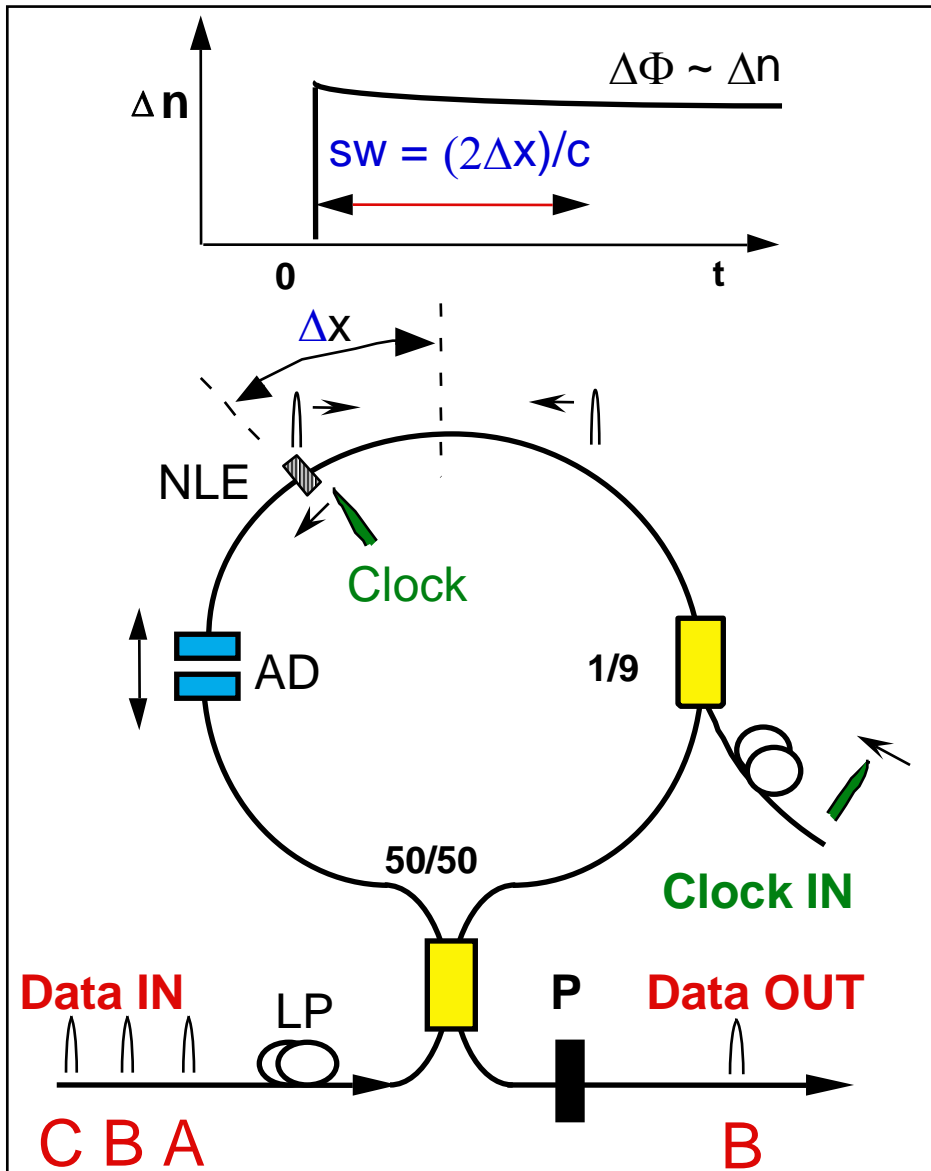 ΔΦ ~ Δn
Δn
sw = (2Δx)/c
0
t
Δx
NLE
Clock
AD
1/9
50/50
Clock IN
Data IN
LP
P
Data OUT
C B A
B